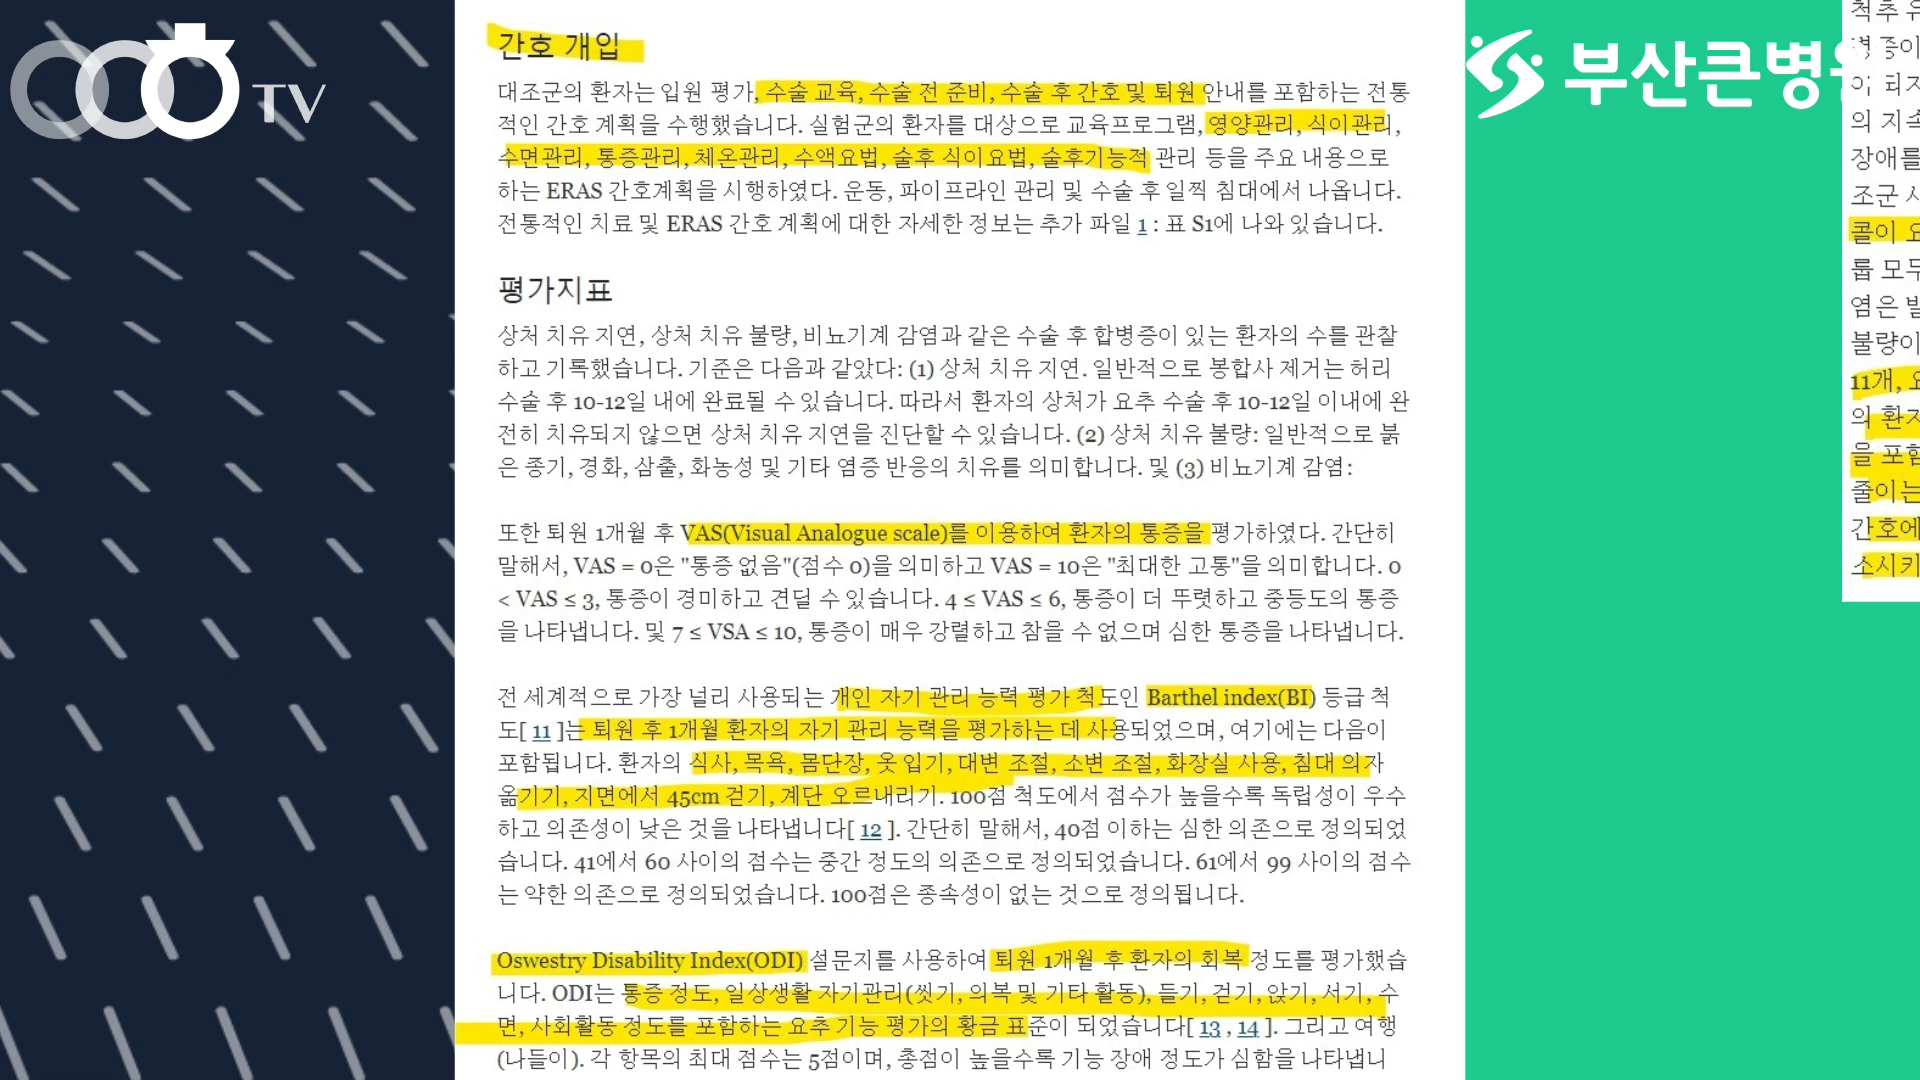 TV
간호 개입
대조군의 환자는 입원 평가, 수술 교육, 수술 전 준비, 수술 후 간호 및 퇴원 안내를 포함하는 전통
적인 간호 계획을 수행했습니다. 실험군의 환자를 대상으로 교육프로그램, 영양관리, 식이관리,
수면관리, 통증관리, 체온관리, 수액요법, 술후 식이요법, 술후기능적 관리 등을 주요 내용으로
하는 ERAS 간호계획을 시행하였다. 운동, 파이프라인 관리 및 수술 후 일찍 침대에서 나옵니다.
전통적인 치료 및 ERAS 간호 계획에 대한 자세한 정보는 추가 파일 1 : 표 S1에 나와 있습니다.
평가지표
상처 치유 지연, 상처 치유 불량, 비뇨기계 감염과 같은 수술 후 합병증이 있는 환자의 수를 관찰
하고 기록했습니다. 기준은 다음과 같았다: (1) 상처 치유 지연. 일반적으로 봉합사 제거는 허리
수술 후 10-12일 내에 완료될 수 있습니다. 따라서 환자의 상처가 요추 수술 후 10-12일 이내에 완
전히 치유되지 않으면 상처 치유 지연을 진단할 수 있습니다. (2) 상처 치유 불량: 일반적으로 붉
은 종기, 경화, 삼출, 화농성 및 기타 염증 반응의 치유를 의미합니다. 및 (3) 비뇨기계 감염:
또한 퇴원 1개월 후 VAS(Visual Analogue scale)를 이용하여 환자의 통증을 평가하였다. 간단히
말해서, VAS = 0은 "통증 없음"(점수 0)을 의미하고 VAS = 10은 "최대한 고통"을 의미합니다. 0
< VAS ≤ 3, 통증이 경미하고 견딜 수 있습니다. 4 ≤ VAS ≤ 6, 통증이 더 뚜렷하고 중등도의 통증
을 나타냅니다. 및 7 ≤ VSA ≤ 10, 통증이 매우 강렬하고 참을 수 없으며 심한 통증을 나타냅니다.
전 세계적으로 가장 널리 사용되는 개인 자기 관리 능력 평가 척도인 Barthel index(BI) 등급 척
도[ 11 ]는 퇴원 후 1개월 환자의 자기 관리 능력을 평가하는 데 사용되었으며, 여기에는 다음이
포함됩니다. 환자의 식사, 목욕, 몸단장, 옷 입기, 대변 조절, 소변 조절, 화장실 사용, 침대 의자
옮기기, 지면에서 45cm 걷기, 계단 오르내리기. 100점 척도에서 점수가 높을수록 독립성이 우수
하고 의존성이 낮은 것을 나타냅니다[ 12 ]. 간단히 말해서, 40점 이하는 심한 의존으로 정의되었
습니다. 41에서 60 사이의 점수는 중간 정도의 의존으로 정의되었습니다. 61에서 99 사이의 점수
는 약한 의존으로 정의되었습니다. 100점은 종속성이 없는 것으로 정의됩니다.
Oswestry Disability Index(ODI) 설문지를 사용하여 퇴원 1개월 후 환자의 회복 정도를 평가했습
니다. ODI는 통증 정도, 일상생활 자기관리(씻기, 의복 및 기타 활동), 들기, 걷기, 앉기, 서기, 수
면, 사회활동 정도를 포함하는 요추 기능 평가의 황금 표준이 되었습니다[ 13 , 14 ]. 그리고 여행
(나들이). 각 항목의 최대 점수는 5점이며, 총점이 높을수록 기능 장애 정도가 심함을 나타냅니
부산큰병원
척추
의 지속
장애를
조군
콜이
룹 모두
염은
불량이
11개,
의 환자
을 포함
줄이는
간호에
소시키